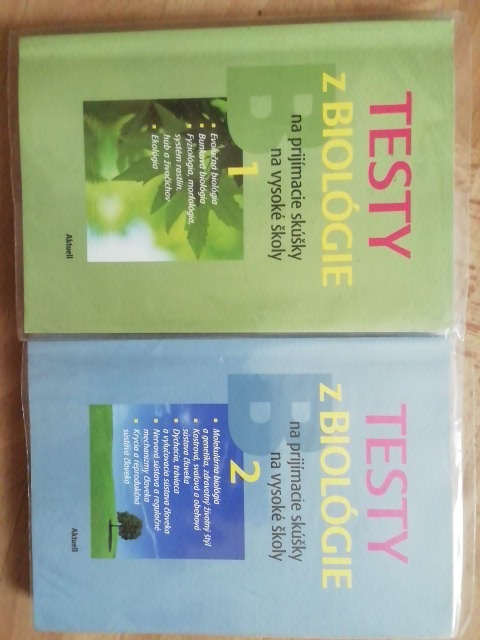 TESTY
z BIOLÓGIE
na prijímacie skúšky
na vysoké školy
B
1
Evolučná biológia
Bunková biológia
Fyziológia, morfológia,
systém rastlín,
húb a živočíchov
Ekológia
Aktuell
TESTY
z BIOLÓGIE
na prijímacie skúšky
na vysoké školy
B
2
Molekulárna biológia
a genetika, zdravotný životný štýl
Kostrová, svalová a obehová
sústava človeka
Dýchacia, tráviaca
a vylučovacia sústava človeka
Nervová sústava a regulačné
mechanizmy človeka
Krycia a reprodukčná
sústava človeka
Aktuell